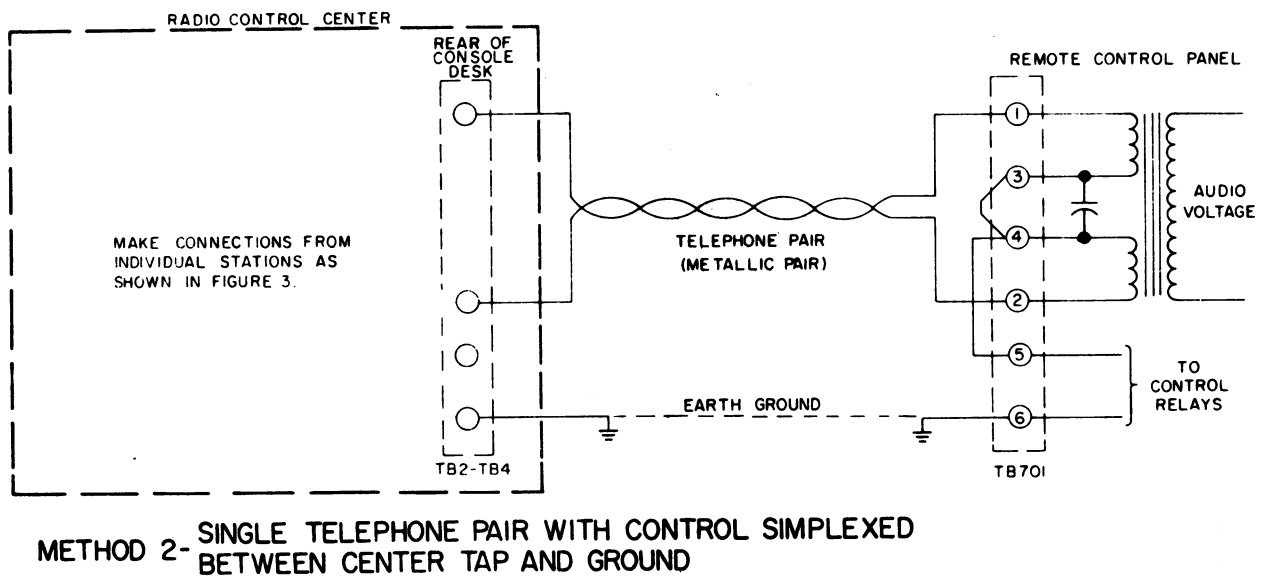 RADIO CONTROL CENTER
REAR OF
CONSOLE
DESK
REMOTE CONTROL PANEL
1
3
4
2
5
6
AUDIO
VOLTAGE
MAKE CONNECTIONS FROM
INDIVIDUAL STATIONS AS
SHOWN IN FIGURE 3.
TELEPHONE PAIR
(METALLIC PAIR)
TO
CONTROL
RELAYS
EARTH GROUND
TB2-TB4
TB701
METHOD 2- SINGLE TELEPHONE PAIR WITH CONTROL SIMPLEXED
BETWEEN CENTER TAP AND GROUND